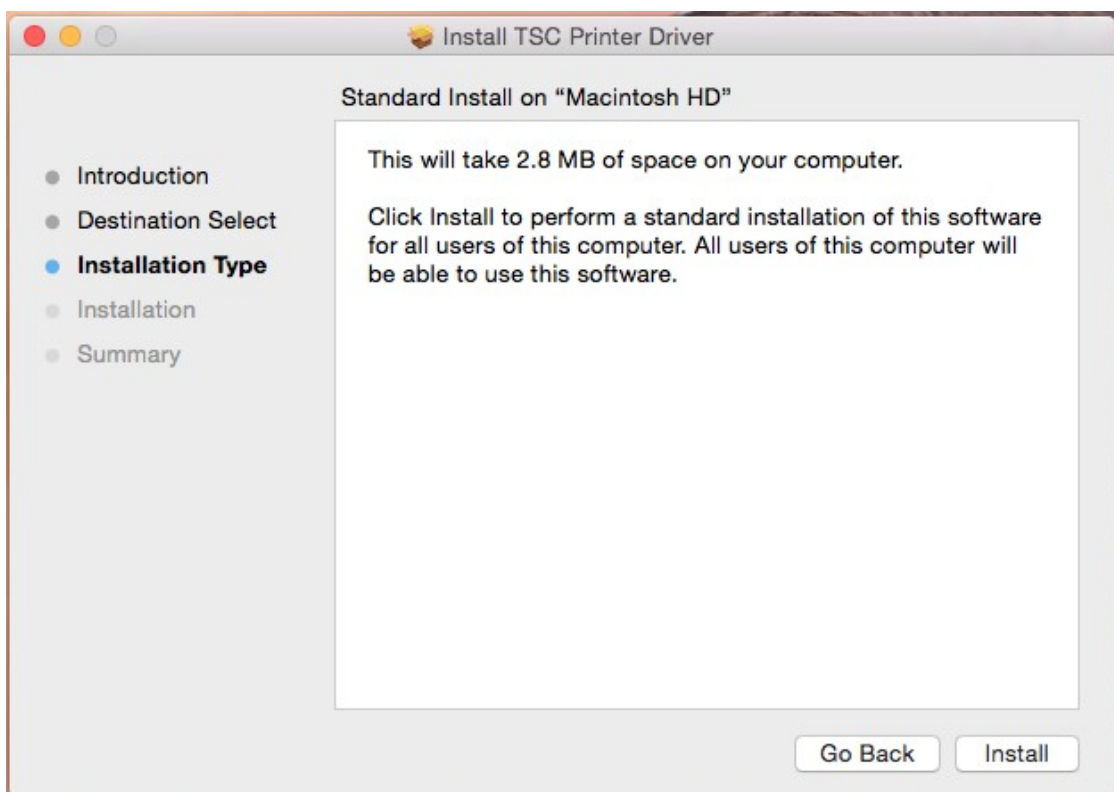 Install TSC Printer Driver
Standard Install on “Macintosh HD”
Introduction
Destination Select
Installation Type
Installation
Summary
This will take 2.8 MB of space on your computer.
Click Install to perform a standard installation of this software
for all users of this computer. All users of this computer will
be able to use this software.
Go Back
Install